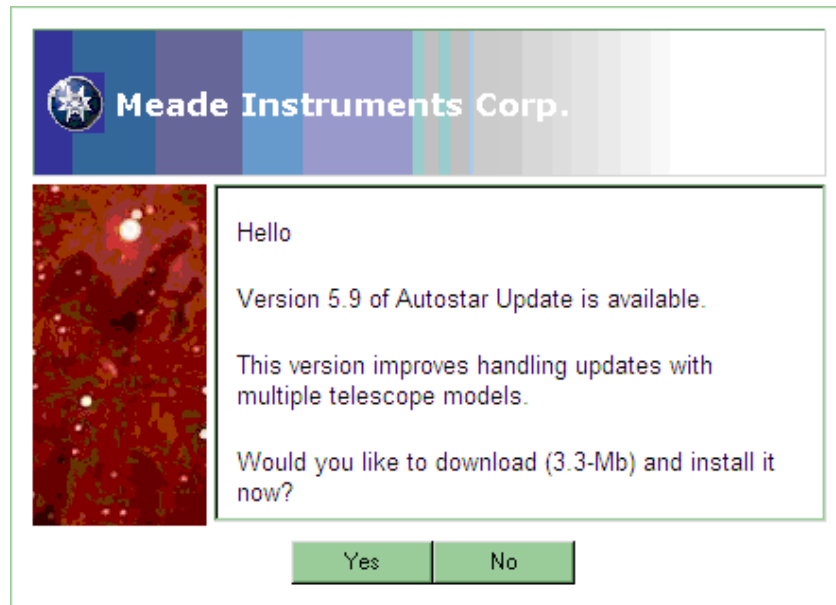 Meade Instruments Corp.
Hello
Version 5.9 of Autostar Update is available.
This version improves handling updates with
multiple telescope models.
Would you like to download (3.3-Mb) and install it
now?
Yes No